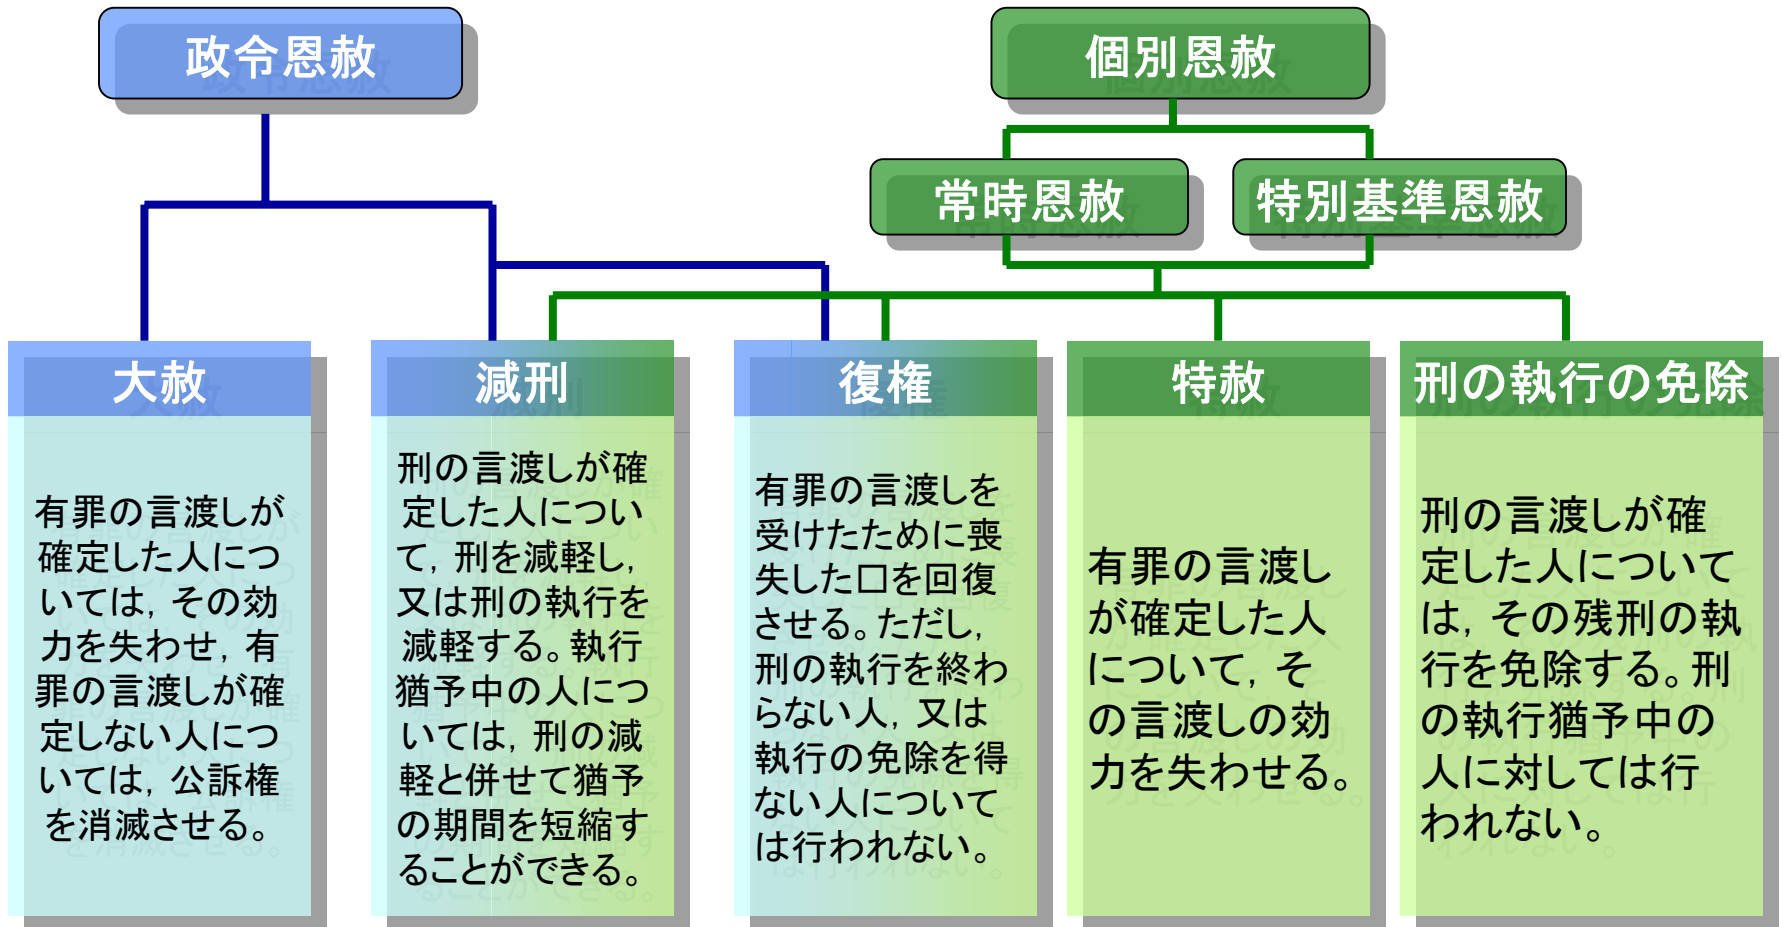 政令恩赦
個別恩赦
常時恩赦
特別基準恩赦
大赦
有罪の言渡しが
確定した人につ
いては，その効
力を失わせ，有
罪の言渡しが確
定しない人につ
いては，公訴権
を消滅させる。
減刑
刑の言渡しが確
定した人につい
て，刑を減軽し，
又は刑の執行を
減軽する。執行
猶予中の人につ
いては，刑の減
軽と併せて猶予
の期間を短縮す
ることができる。
復権
有罪の言渡しを
受けたために喪
失した□を回復
させる。ただし，
刑の執行を終わ
らない人，又は
執行の免除を得
ない人について
は行われない。
特赦
有罪の言渡し
が確定した人
について，そ
の言渡しの効
力を失わせる。
刑の執行の免除
刑の言渡しが確
定した人について
は，その残刑の執
行を免除する。刑
の執行猶予中の
人に対しては行
われない。